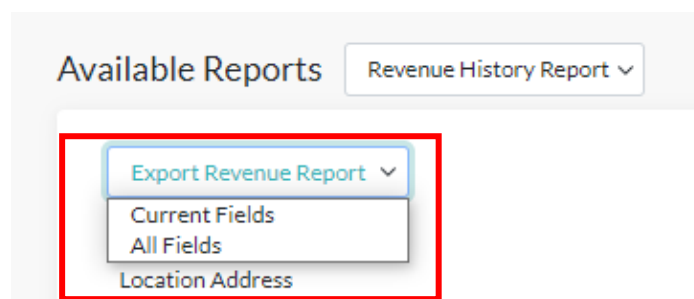 Available Reports Revenue History Report
Export Revenue Report
Current Fields
All Fields
Location Address